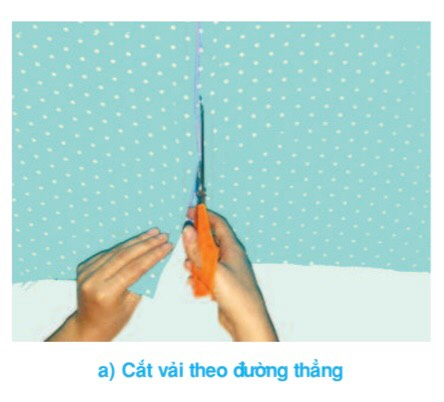 a) Cắt vải theo đường thẳng